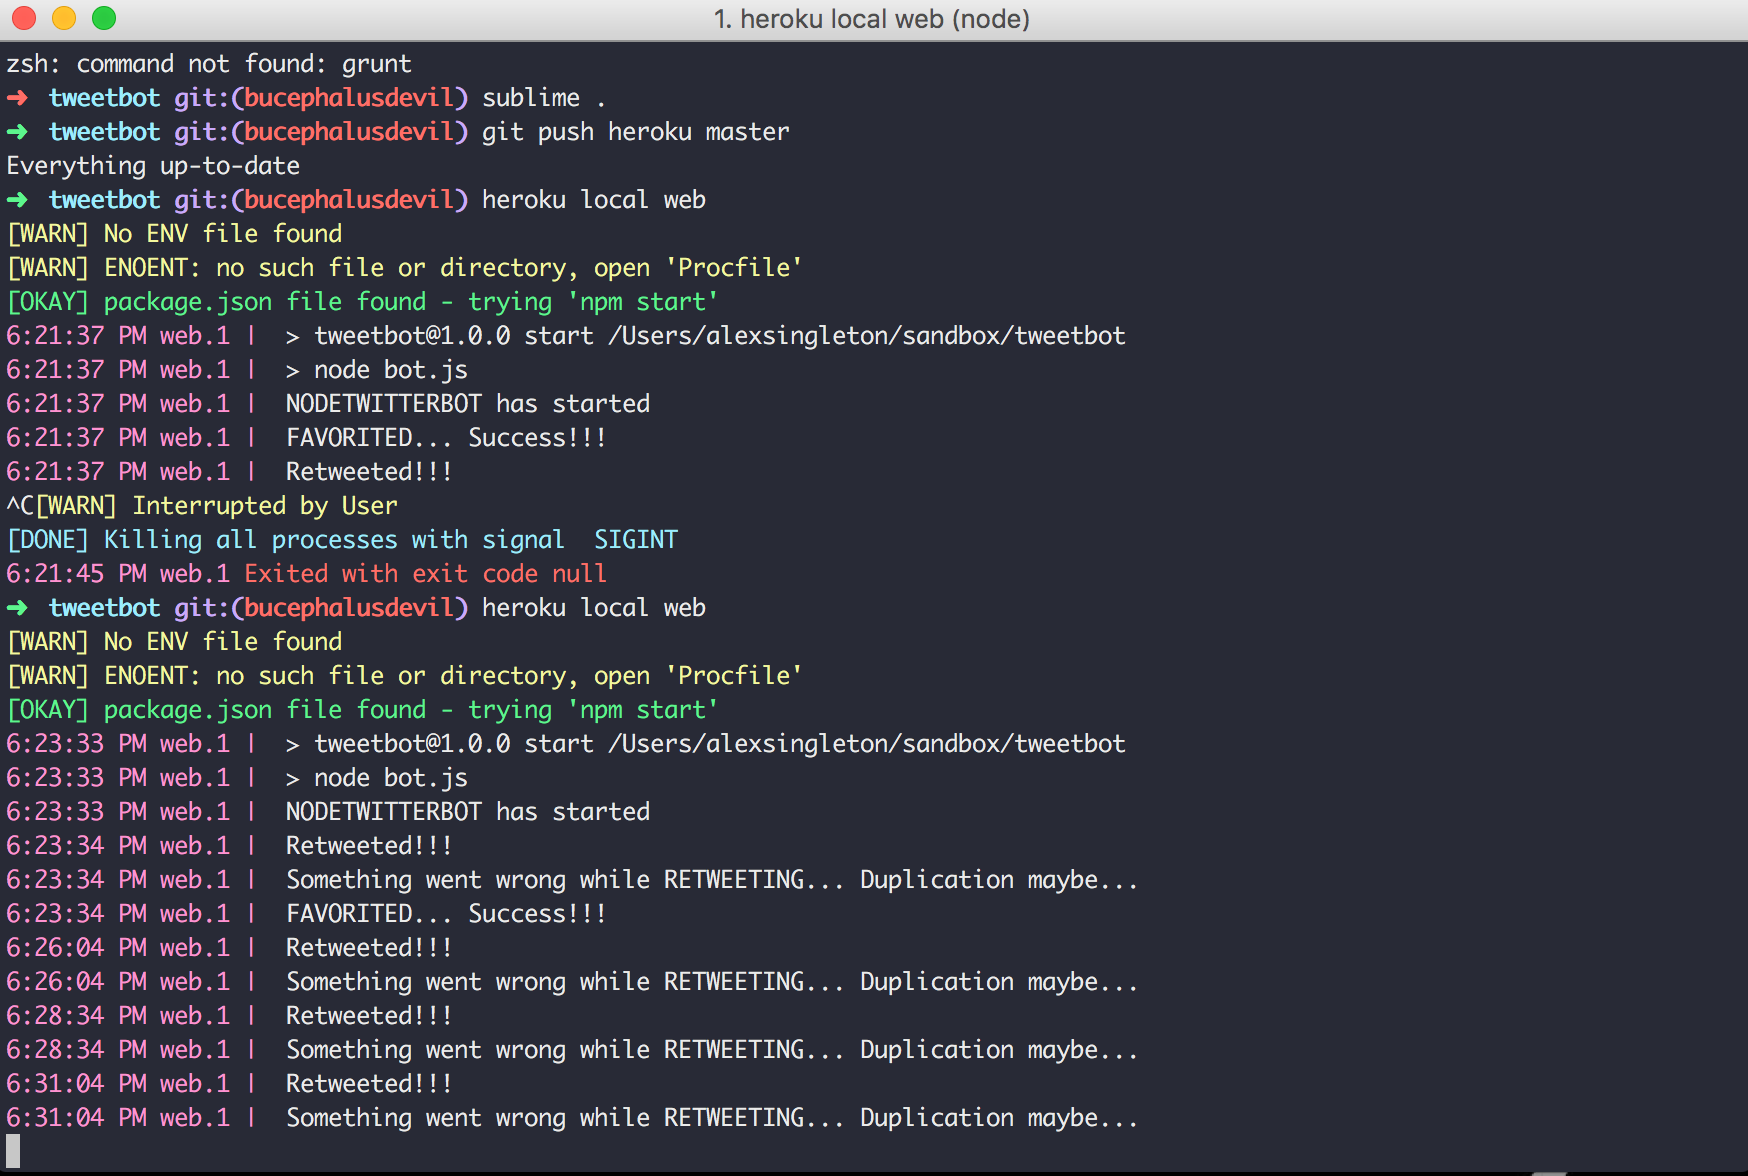 1. heroku local web (node)
zsh: command not found: grunt
➜  tweetbot git:(bucephalusdevil) sublime .
➜  tweetbot git:(bucephalusdevil) git push heroku master
Everything up-to-date
➜  tweetbot git:(bucephalusdevil) heroku local web
[WARN] No ENV file found
[WARN] ENOENT: no such file or directory, open 'Procfile'
[OKAY] package.json file found - trying 'npm start'
6:21:37 PM web.1 |  > tweetbot@1.0.0 start /Users/alexsingleton/sandbox/tweetbot
6:21:37 PM web.1 |  > node bot.js
6:21:37 PM web.1 |  NODETWITTERBOT has started
6:21:37 PM web.1 |  FAVORITED... Success!!!
6:21:37 PM web.1 |  Retweeted!!!
^C[WARN] Interrupted by User
[DONE] Killing all processes with signal  SIGINT
6:21:45 PM web.1 Exited with exit code null
➜  tweetbot git:(bucephalusdevil) heroku local web
[WARN] No ENV file found
[WARN] ENOENT: no such file or directory, open 'Procfile'
[OKAY] package.json file found - trying 'npm start'
6:23:33 PM web.1 |  > tweetbot@1.0.0 start /Users/alexsingleton/sandbox/tweetbot
6:23:33 PM web.1 |  > node bot.js
6:23:33 PM web.1 |  NODETWITTERBOT has started
6:23:34 PM web.1 |  Retweeted!!!
6:23:34 PM web.1 |  Something went wrong while RETWEETING... Duplication maybe...
6:23:34 PM web.1 |  FAVORITED... Success!!!
6:26:04 PM web.1 |  Retweeted!!!
6:26:04 PM web.1 |  Something went wrong while RETWEETING... Duplication maybe...
6:28:34 PM web.1 |  Retweeted!!!
6:28:34 PM web.1 |  Something went wrong while RETWEETING... Duplication maybe...
6:31:04 PM web.1 |  Retweeted!!!
6:31:04 PM web.1 |  Something went wrong while RETWEETING... Duplication maybe...